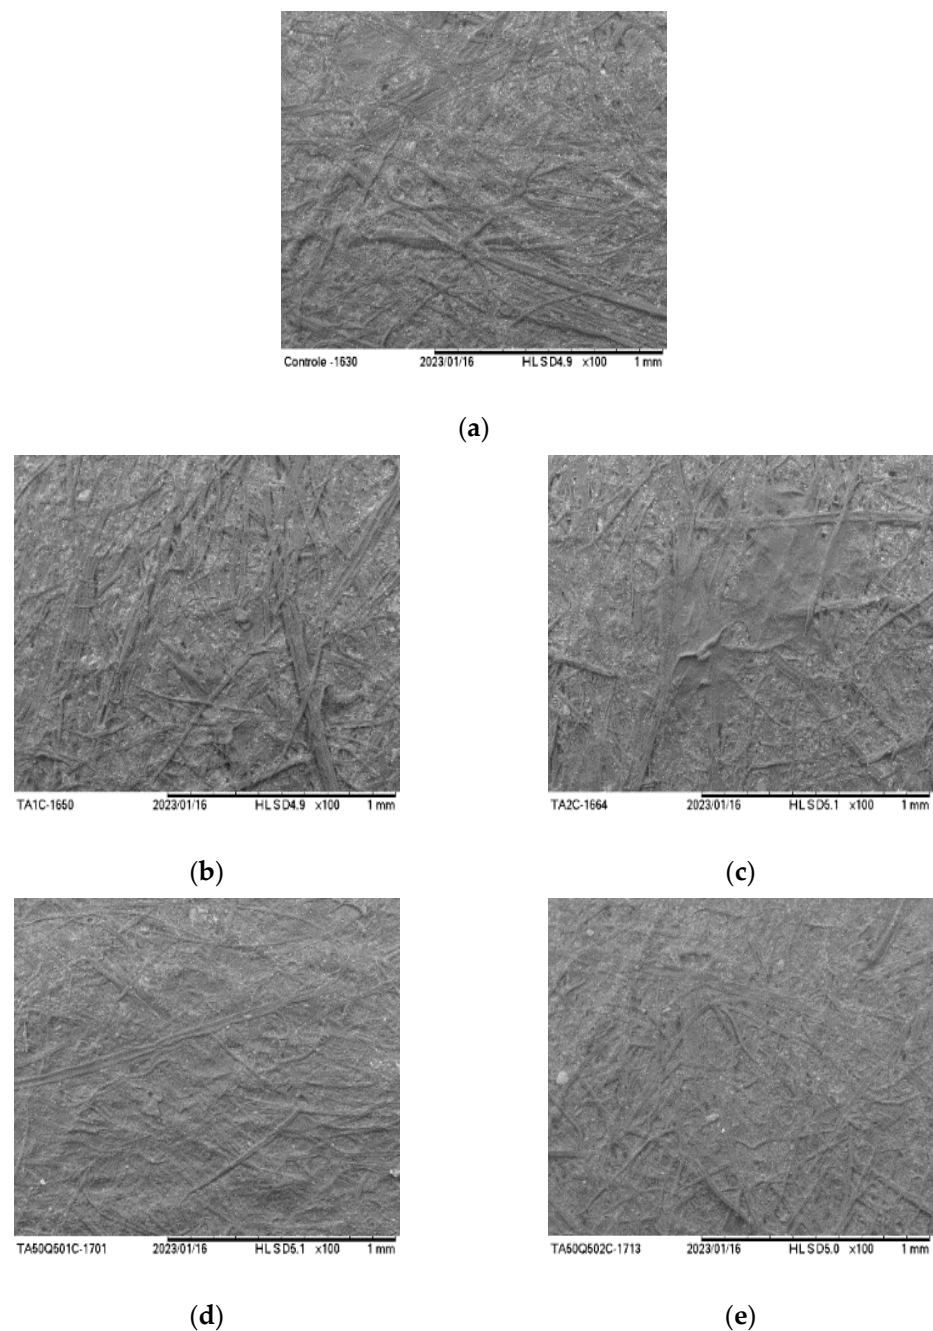 Controle -1630 2023/01/16 HL SD4.9 x100 1 mm
(a)
TA1C-1650 2023/01/16 HL SD4.9 x100 1 mm
TA2C-1664 2023/01/16 HL SD5.1 x100 1 mm
(b)
(c)
TA50Q501C-1701 2023/01/16 HL SD5.1 x100 1 mm
TA50Q502C-1713 2023/01/16 HL SD5.0 x100 1 mm
(d)
(e)